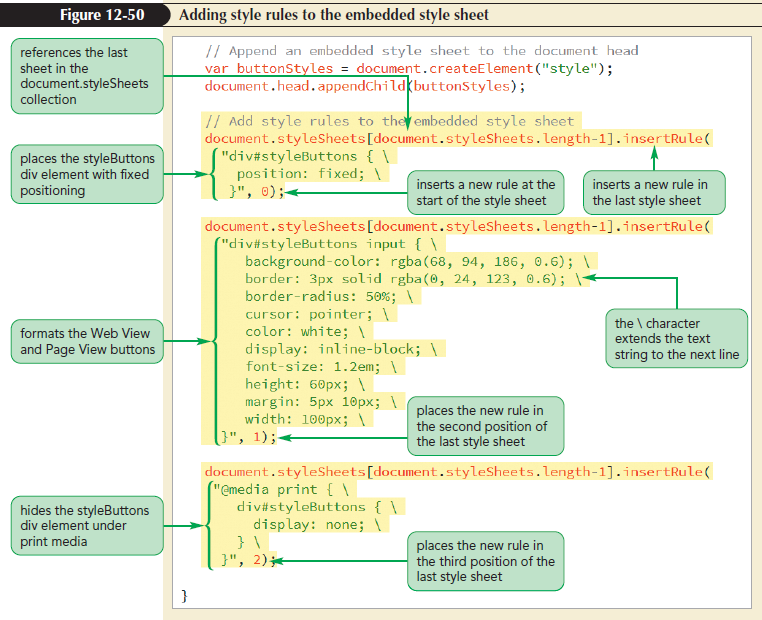 Figure 12-50
Adding style rules to the embedded style sheet
references the last
sheet in the
document.styleSheets
collection
// Append an embedded style sheet to the document head
var buttonStyles = document.createElement("style");
document.head.appendChild(buttonStyles);
// Add style rules to the embedded style sheet
document.styleSheets[document.styleSheets.length-1].insertRule(
"div#styleButtons { \
position: fixed; \
}", 0);
places the styleButtons
div element with fixed
positioning
inserts a new rule at the
start of the style sheet
inserts a new rule in
the last style sheet
document.styleSheets[document.styleSheets.length-1].insertRule(
"div#styleButtons input { \
background-color: rgba(68, 94, 186, 0.6); \
border: 3px solid rgba(0, 24, 123, 0.6); \
border-radius: 50%; \
cursor: pointer; \
color: white; \
display: inline-block; \
font-size: 1.2em; \
height: 60px; \
margin: 5px 10px; \
width: 100px; \
}", 1);
formats the Web View
and Page View buttons
the \ character
extends the text
string to the next line
places the new rule in
the second position of
the last style sheet
document.styleSheets[document.styleSheets.length-1].insertRule(
"@media print { \
div#styleButtons { \
display: none; \
} \
}", 2);
hides the styleButtons
div element under
print media
places the new rule in
the third position of the
last style sheet
}